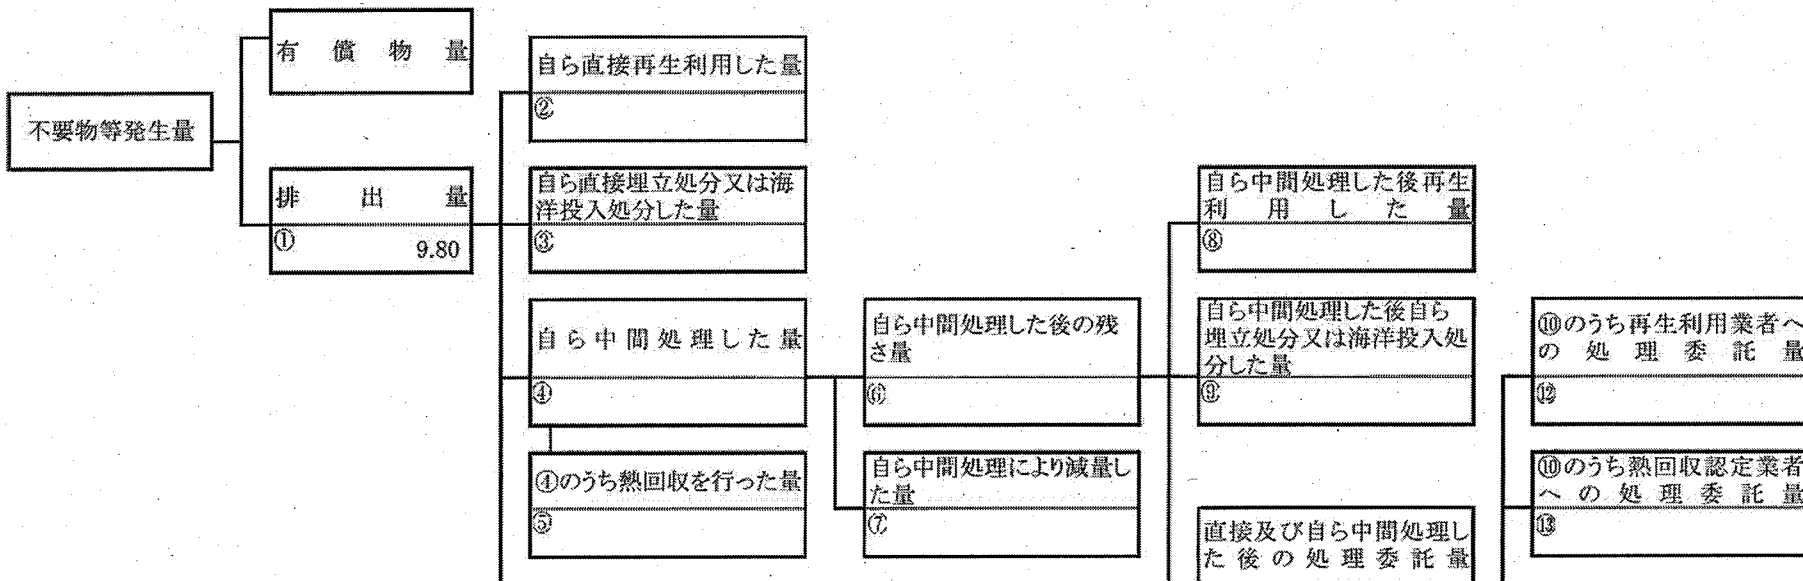 不要物等発生量
有償物量
排出量
①
9.80
自ら直接再生利用した量
②
自ら直接埋立処分又は海
洋投入処分した量
③
自ら中間処理した量
④
④のうち熱回収を行った量
⑤
自ら中間処理した後の残
さ量
⑥
自ら中間処理により減量し
た量
⑦
自ら中間処理した後再生
利用した量
⑧
自ら中間処理した後自ら
埋立処分又は海洋投入処
分した量
⑨
直接及び自ら中間処理し
た後の処理委託量
⑩のうち再生利用業者へ
の処理委託量
⑫
⑩のうち熱回収認定業者
への処理委託量
⑬